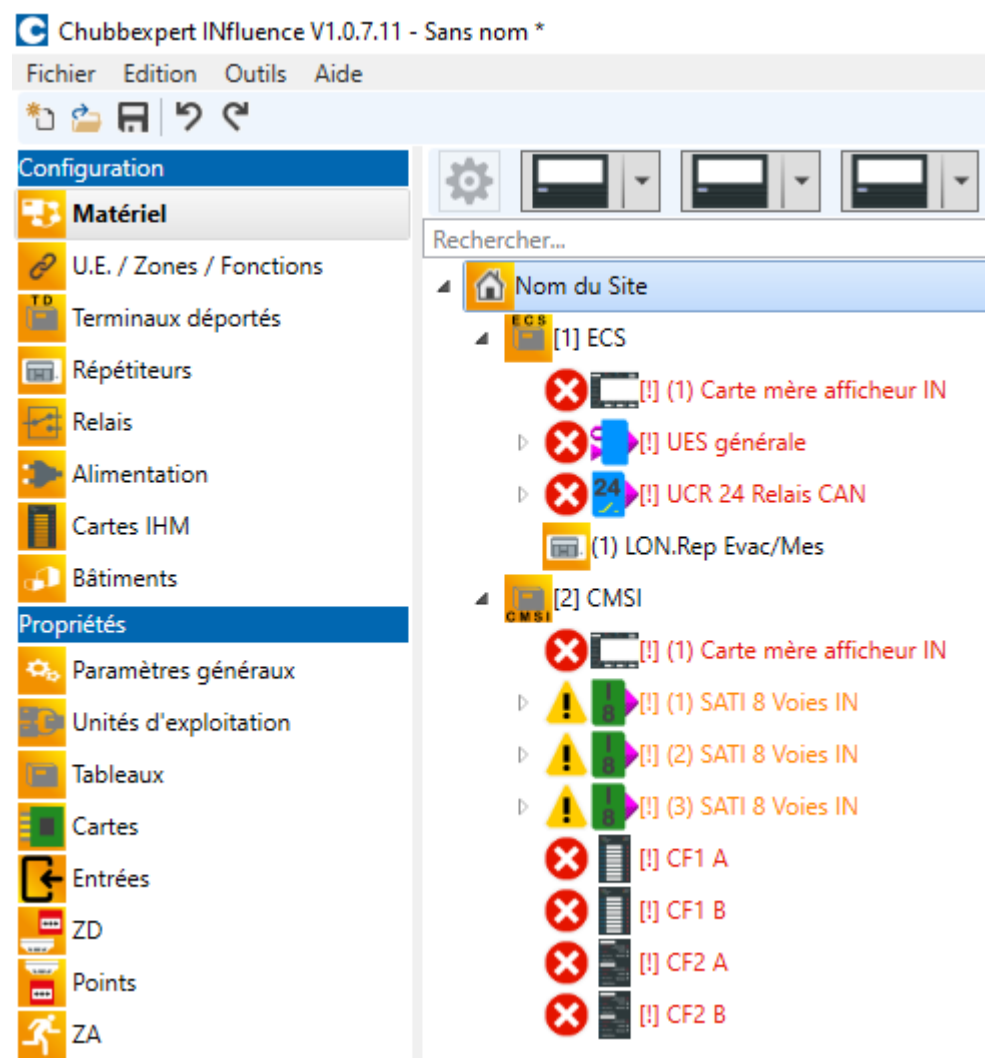 Chubbexpert INfluence V1.0.7.11 - Sans nom *
Fichier Edition Outils Aide
Configuration
Matériel
U.E. / Zones / Fonctions
TD
Terminaux déportés
Répétiteurs
Relais
Alimentation
Cartes IHM
Bâtiments
Propriétés
Paramètres généraux
Unités d'exploitation
Tableaux
Cartes
Entrées
ZD
Points
ZA
Rechercher...
Nom du Site
ECS
[1] ECS
[!] (1) Carte mère afficheur IN
[!] UES générale
24
[!] UCR 24 Relais CAN
(1) LON.Rep Evac/Mes
CMSI
[2] CMSI
[!] (1) Carte mère afficheur IN
I 8
[!] (1) SATI 8 Voies IN
I 8
[!] (2) SATI 8 Voies IN
I 8
[!] (3) SATI 8 Voies IN
[!] CF1 A
[!] CF1 B
[!] CF2 A
[!] CF2 B